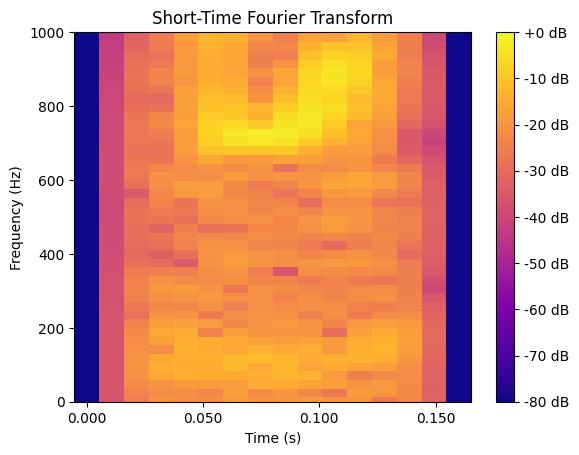 Short-Time Fourier Transform
Frequency (Hz)
1000
800
600
400
200
0
0.000
0.050
0.100
0.150
Time (s)
+0 dB
-10 dB
-20 dB
-30 dB
-40 dB
-50 dB
-60 dB
-70 dB
-80 dB